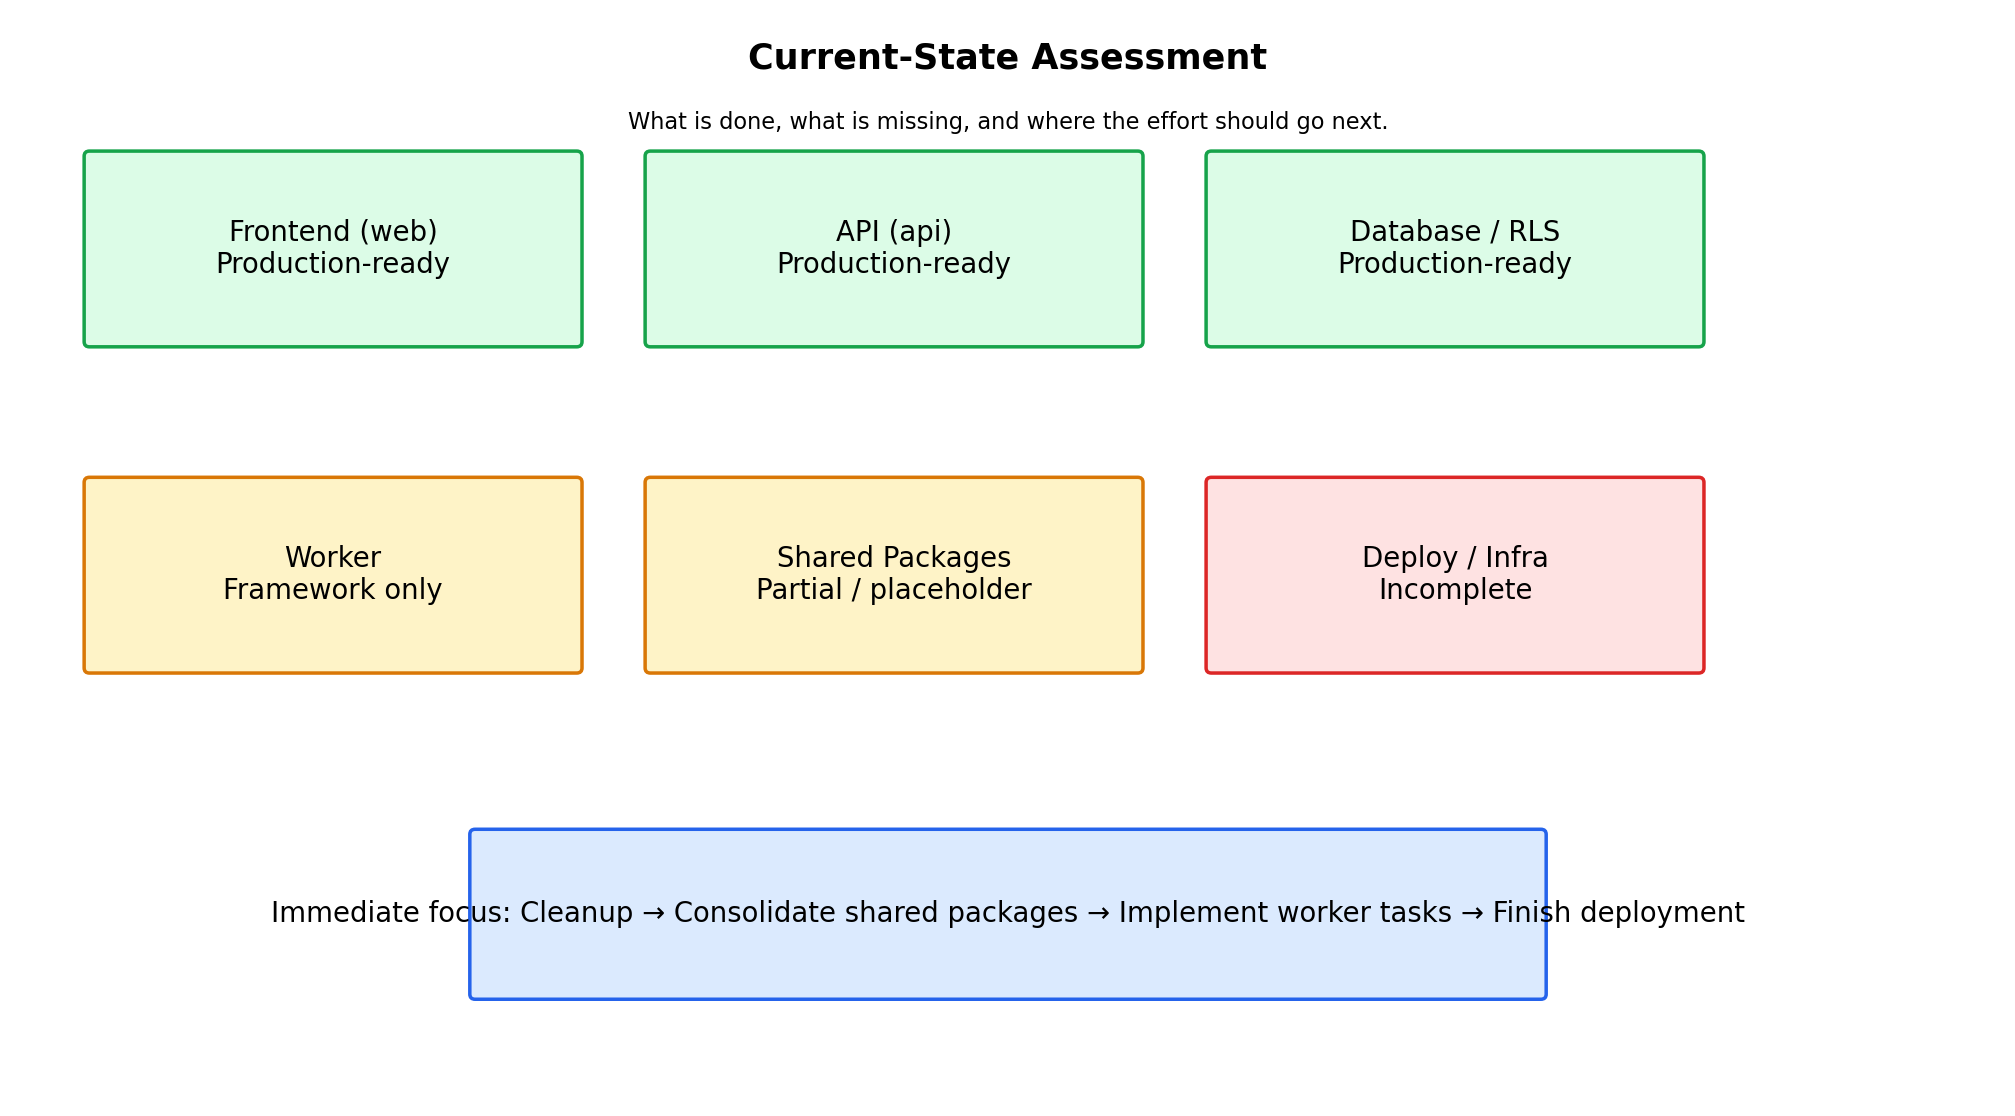 Current-State Assessment
What is done, what is missing, and where the effort should go next.
Frontend (web)
Production-ready
API (api)
Production-ready
Database / RLS
Production-ready
Worker
Framework only
Shared Packages
Partial / placeholder
Deploy / Infra
Incomplete
Immediate focus: Cleanup → Consolidate shared packages → Implement worker tasks → Finish deployment